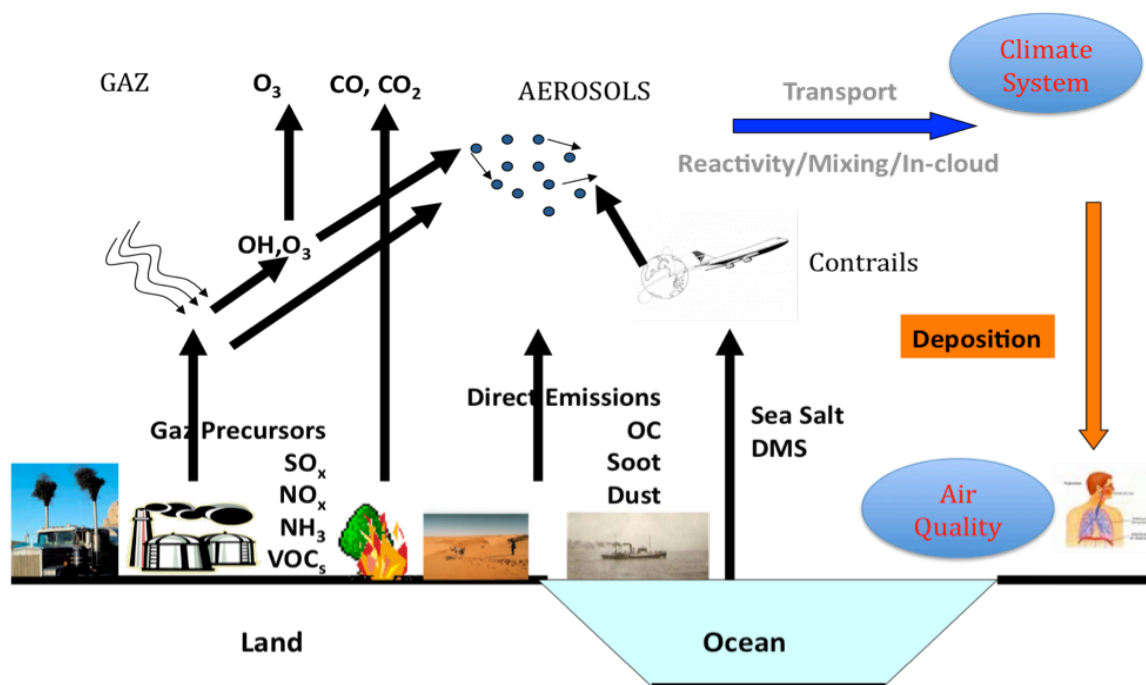 GAZ
O₃
CO, CO₂
AEROSOLS
Transport
Climate
System
Reactivity/Mixing/In-cloud
OH,O₃
Contrails
Deposition
Direct Emissions
OC
Soot
Dust
Sea Salt
DMS
Gaz Precursors
SOₓ
NOₓ
NH₃
VOCₛ
Air
Quality
Land
Ocean